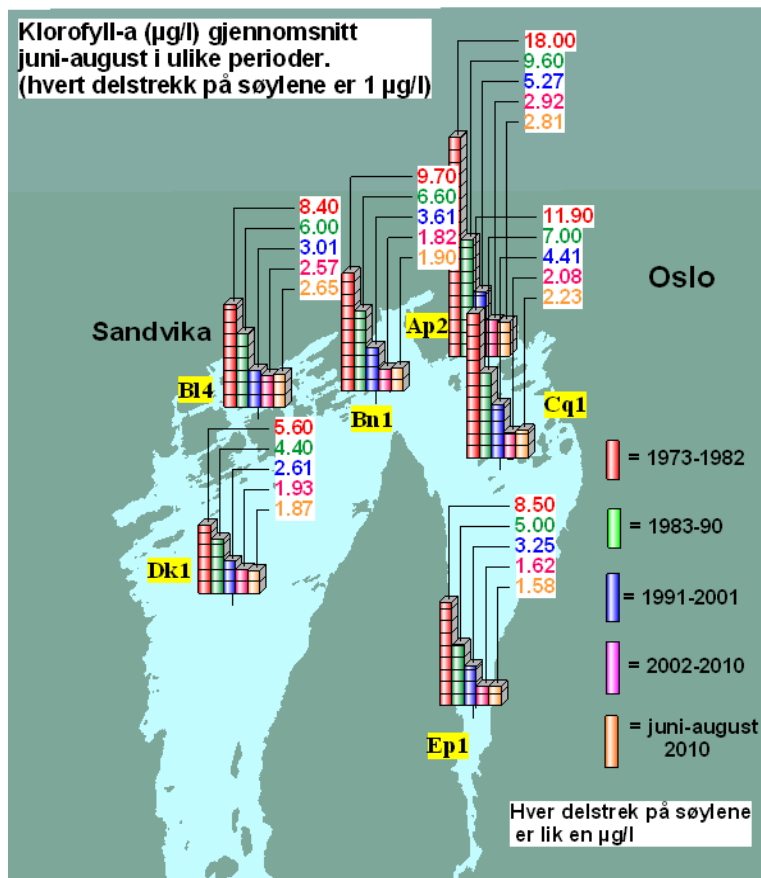 Klorofyll-a (µg/l) gjennomsnitt
juni-august i ulike perioder.
(hvert delstrekk på søylene er 1 µg/l)
18.00
9.60
5.27
2.92
2.81
9.70
6.60
3.61
1.82
1.90
8.40
6.00
3.01
2.57
2.65
11.90
7.00
4.41
2.08
2.23
Oslo
Sandvika
Ap2
Bl4
Bn1
Cq1
5.60
4.40
2.61
1.93
1.87
Dk1
8.50
5.00
3.25
1.62
1.58
Ep1
= 1973-1982
= 1983-90
= 1991-2001
= 2002-2010
= juni-august
2010
Hver delstrek på søylene
er lik en µg/l